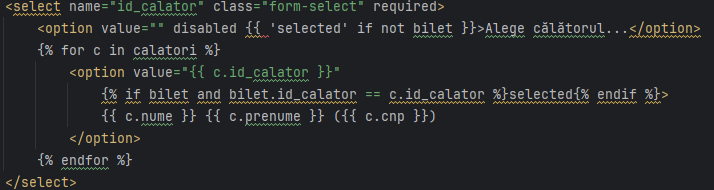 <select name="id_calator" class="form-select" required>
<option value="" disabled {{ 'selected' if not bilet }}>Alege călătorul...</option>
{% for c in calatori %}
<option value="{{ c.id_calator }}"
{% if bilet and bilet.id_calator == c.id_calator %}selected{% endif %}>
{{ c.nume }} {{ c.prenume }} ({{ c.cnp }})
</option>
{% endfor %}
</select>